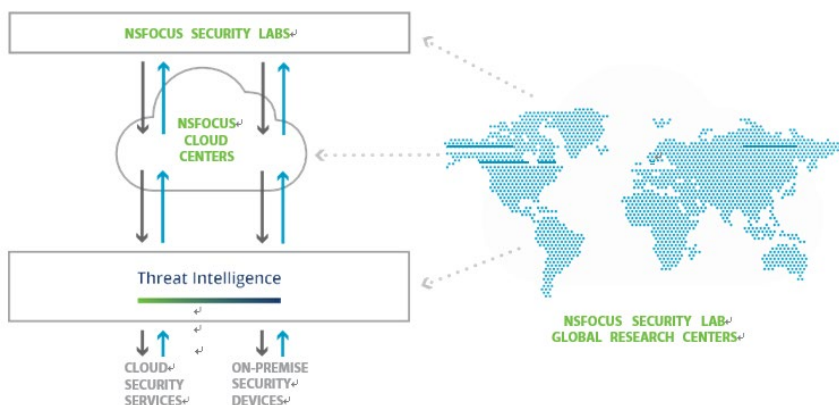 NSFOCUS SECURITY LABS
NSFOCUS
CLOUD
CENTERS
Threat Intelligence
CLOUD
SECURITY
SERVICES
ON-PREMISE
SECURITY
DEVICES
NSFOCUS SECURITY LAB
GLOBAL RESEARCH CENTERS